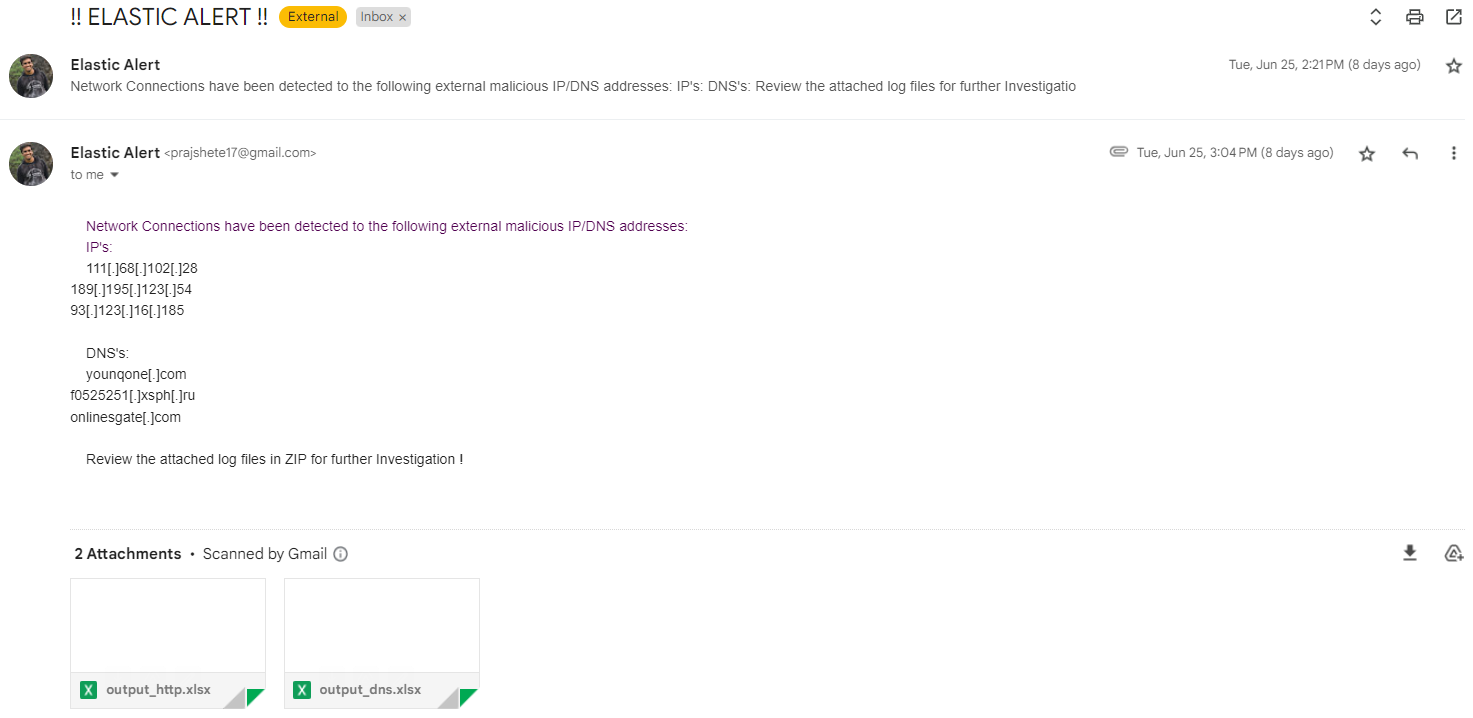 !! ELASTIC ALERT !! External Inbox ×
Elastic Alert Tue, Jun 25, 2:21 PM (8 days ago)
Network Connections have been detected to the following external malicious IP/DNS addresses: IP's: DNS's: Review the attached log files for further Investigatio
Elastic Alert <prajshete17@gmail.com> Tue, Jun 25, 3:04 PM (8 days ago)
to me
Network Connections have been detected to the following external malicious IP/DNS addresses:
IP's:
111[.]68[.]102[.]28
189[.]195[.]123[.]54
93[.]123[.]16[.]185
DNS's:
younqone[.]com
f0525251[.]xsph[.]ru
onlinesgate[.]com
Review the attached log files in ZIP for further Investigation !
2 Attachments • Scanned by Gmail
X output_http.xlsx X output_dns.xlsx